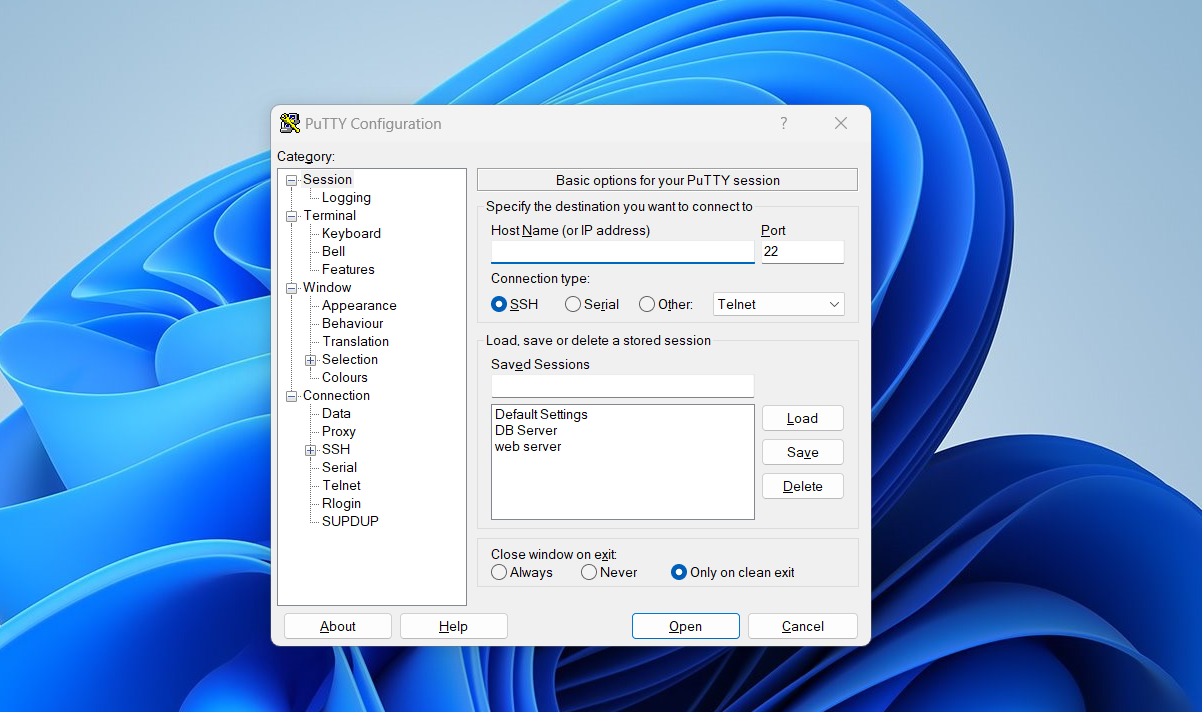 PuTTY Configuration
?
Category:
Session
Logging
Terminal
Keyboard
Bell
Features
Window
Appearance
Behaviour
Translation
Selection
Colours
Connection
Data
Proxy
SSH
Serial
Telnet
Rlogin
SUPDUP
Basic options for your PuTTY session
Specify the destination you want to connect to
Host Name (or IP address) Port
22
Connection type:
SSH Serial Other: Telnet
Load, save or delete a stored session
Saved Sessions
Default Settings
DB Server
web server
Load
Save
Delete
Close window on exit:
Always Never Only on clean exit
About Help Open Cancel